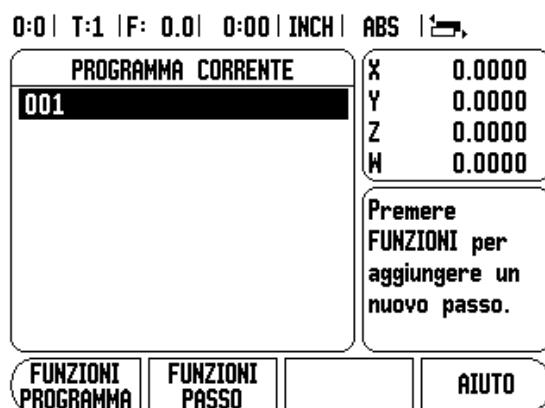 0:0 | T:1 | F: 0.0 | 0:00 | INCH | ABS |
PROGRAMMA CORRENTE
001
X 0.0000
Y 0.0000
Z 0.0000
W 0.0000
Premere
FUNZIONI per
aggiungere un
nuovo passo.
FUNZIONI
PROGRAMMA
FUNZIONI
PASSO
AIUTO